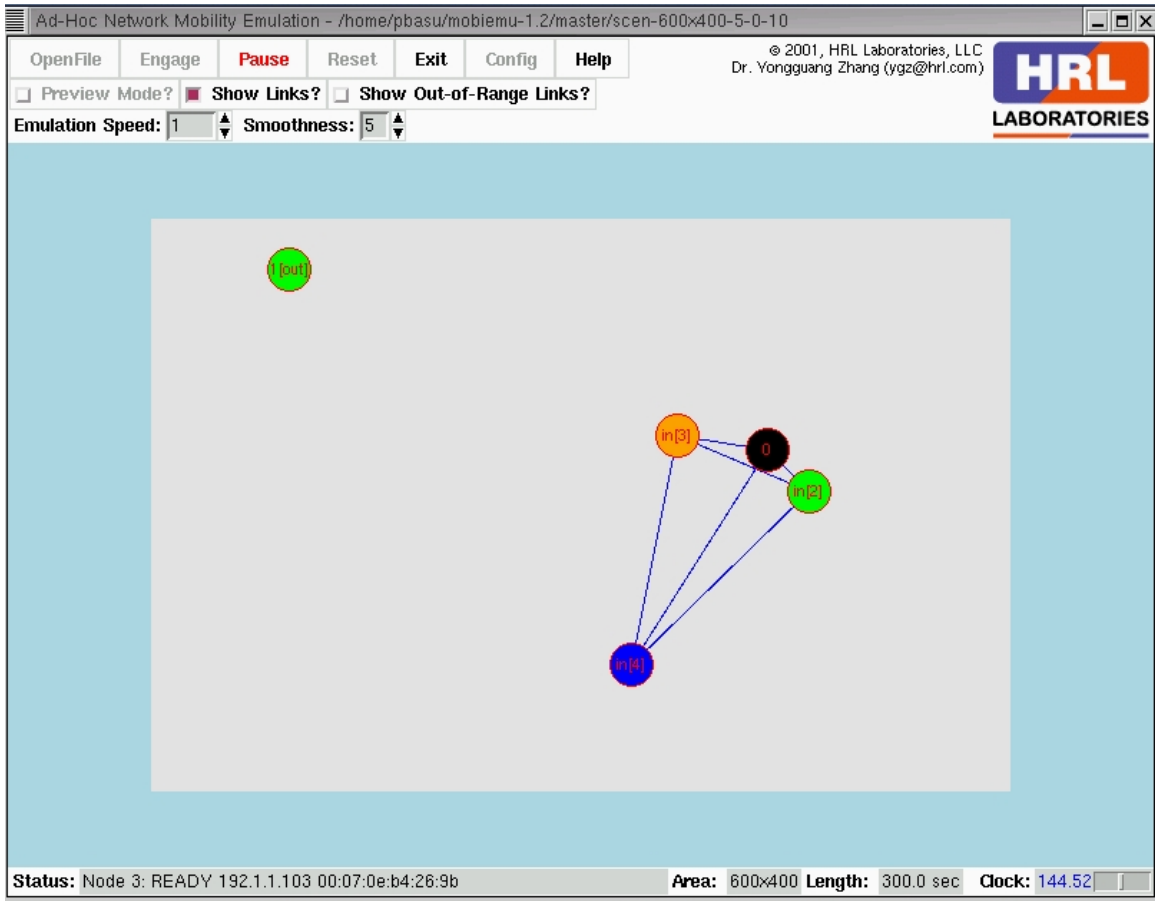 Ad-Hoc Network Mobility Emulation - /home/pbasu/mobiemu-1.2/master/scen-600x400-5-0-10
OpenFile Engage Pause Reset Exit Config Help
© 2001, HRL Laboratories, LLC
Dr. Yongguang Zhang (ygz@hrl.com)
HRL
LABORATORIES
Preview Mode? Show Links? Show Out-of-Range Links?
Emulation Speed: 1 Smoothness: 5
1[out]
in[3]
0
in[2]
in[4]
Status: Node 3: READY 192.1.1.103 00:07:0e:b4:26:9b Area: 600x400 Length: 300.0 sec Clock: 144.52